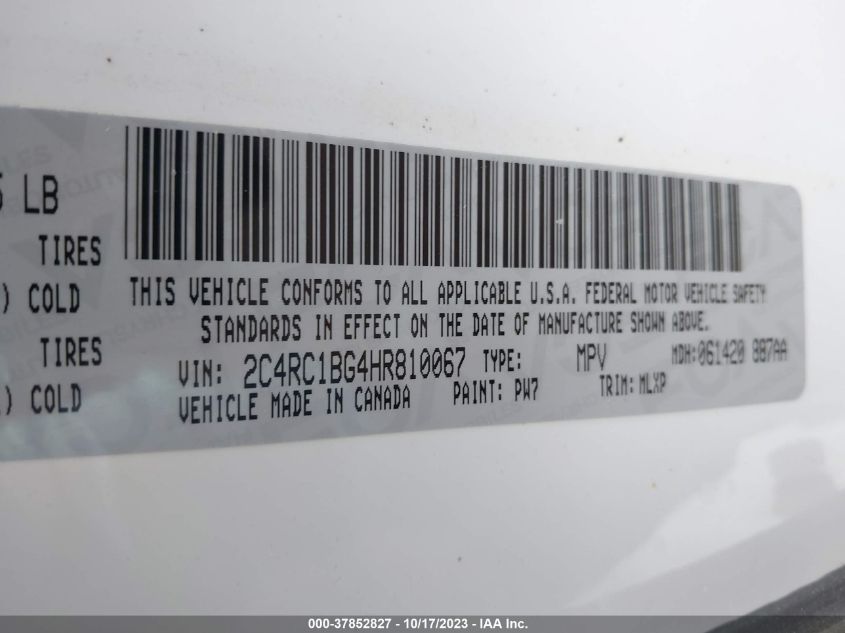 LB
TIRES
) COLD
TIRES
) COLD
THIS VEHICLE CONFORMS TO ALL APPLICABLE U.S.A. FEDERAL MOTOR VEHICLE SAFETY
STANDARDS IN EFFECT ON THE DATE OF MANUFACTURE SHOWN ABOVE.
VIN: 2C4RC1BG4HR810067 TYPE: MPV MDH:061420 887AA
VEHICLE MADE IN CANADA PAINT: PW7 TRIM: MLXP
000-37852827 - 10/17/2023 - IAA Inc.